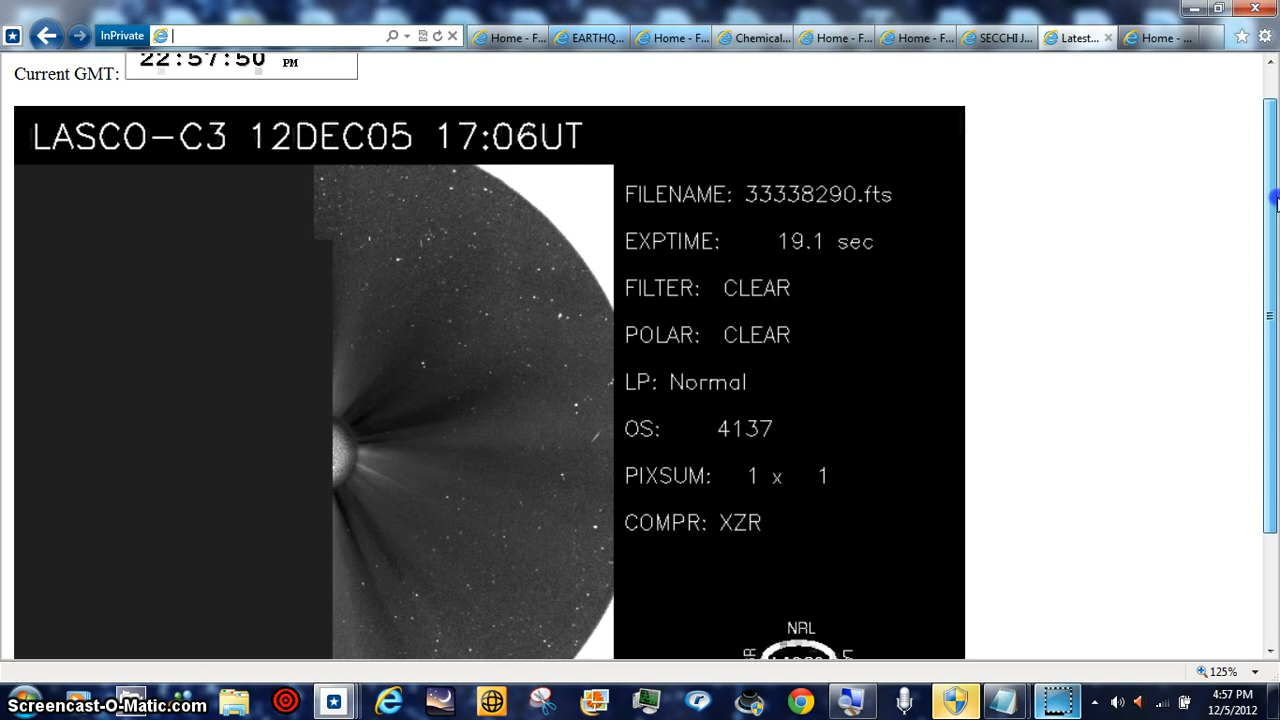 InPrivate
Home - F...
EARTHQ...
Home - F...
Chemical...
Home - F...
Home - F...
SECCHI J...
Latest...
Home - ...
Current GMT: 22:57:50 PM
LASCO-C3 12DEC05 17:06UT
FILENAME: 33338290.fts
EXPTIME: 19.1 sec
FILTER: CLEAR
POLAR: CLEAR
LP: Normal
OS: 4137
PIXSUM: 1 x 1
COMPR: XZR
NRL
125%
Screencast-O-Matic.com
4:57 PM
12/5/2012